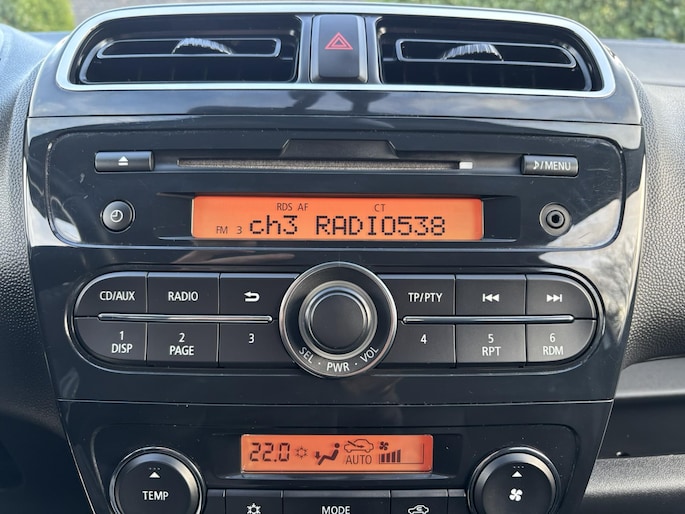 ♪/MENU
RDS AF CT
FM 3 ch3 RADIO538
CD/AUX RADIO TP/PTY
1 2 3 4 5 6
DISP PAGE RPT RDM
SEL · PWR · VOL
22.0 AUTO
TEMP MODE